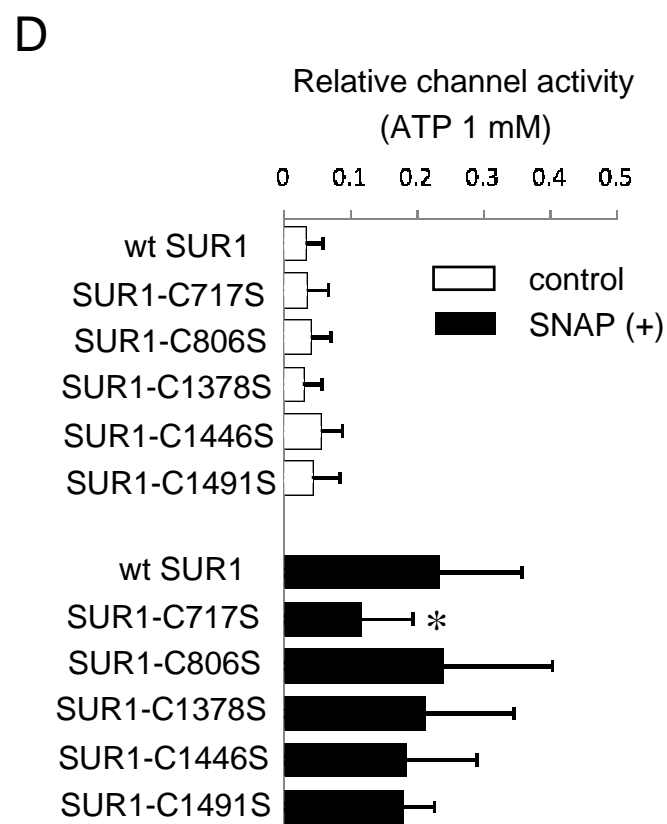 D
Relative channel activity
(ATP 1 mM)
0 0.1 0.2 0.3 0.4 0.5
wt SUR1
SUR1-C717S
SUR1-C806S
SUR1-C1378S
SUR1-C1446S
SUR1-C1491S
control
SNAP (+)
wt SUR1
SUR1-C717S *
SUR1-C806S
SUR1-C1378S
SUR1-C1446S
SUR1-C1491S